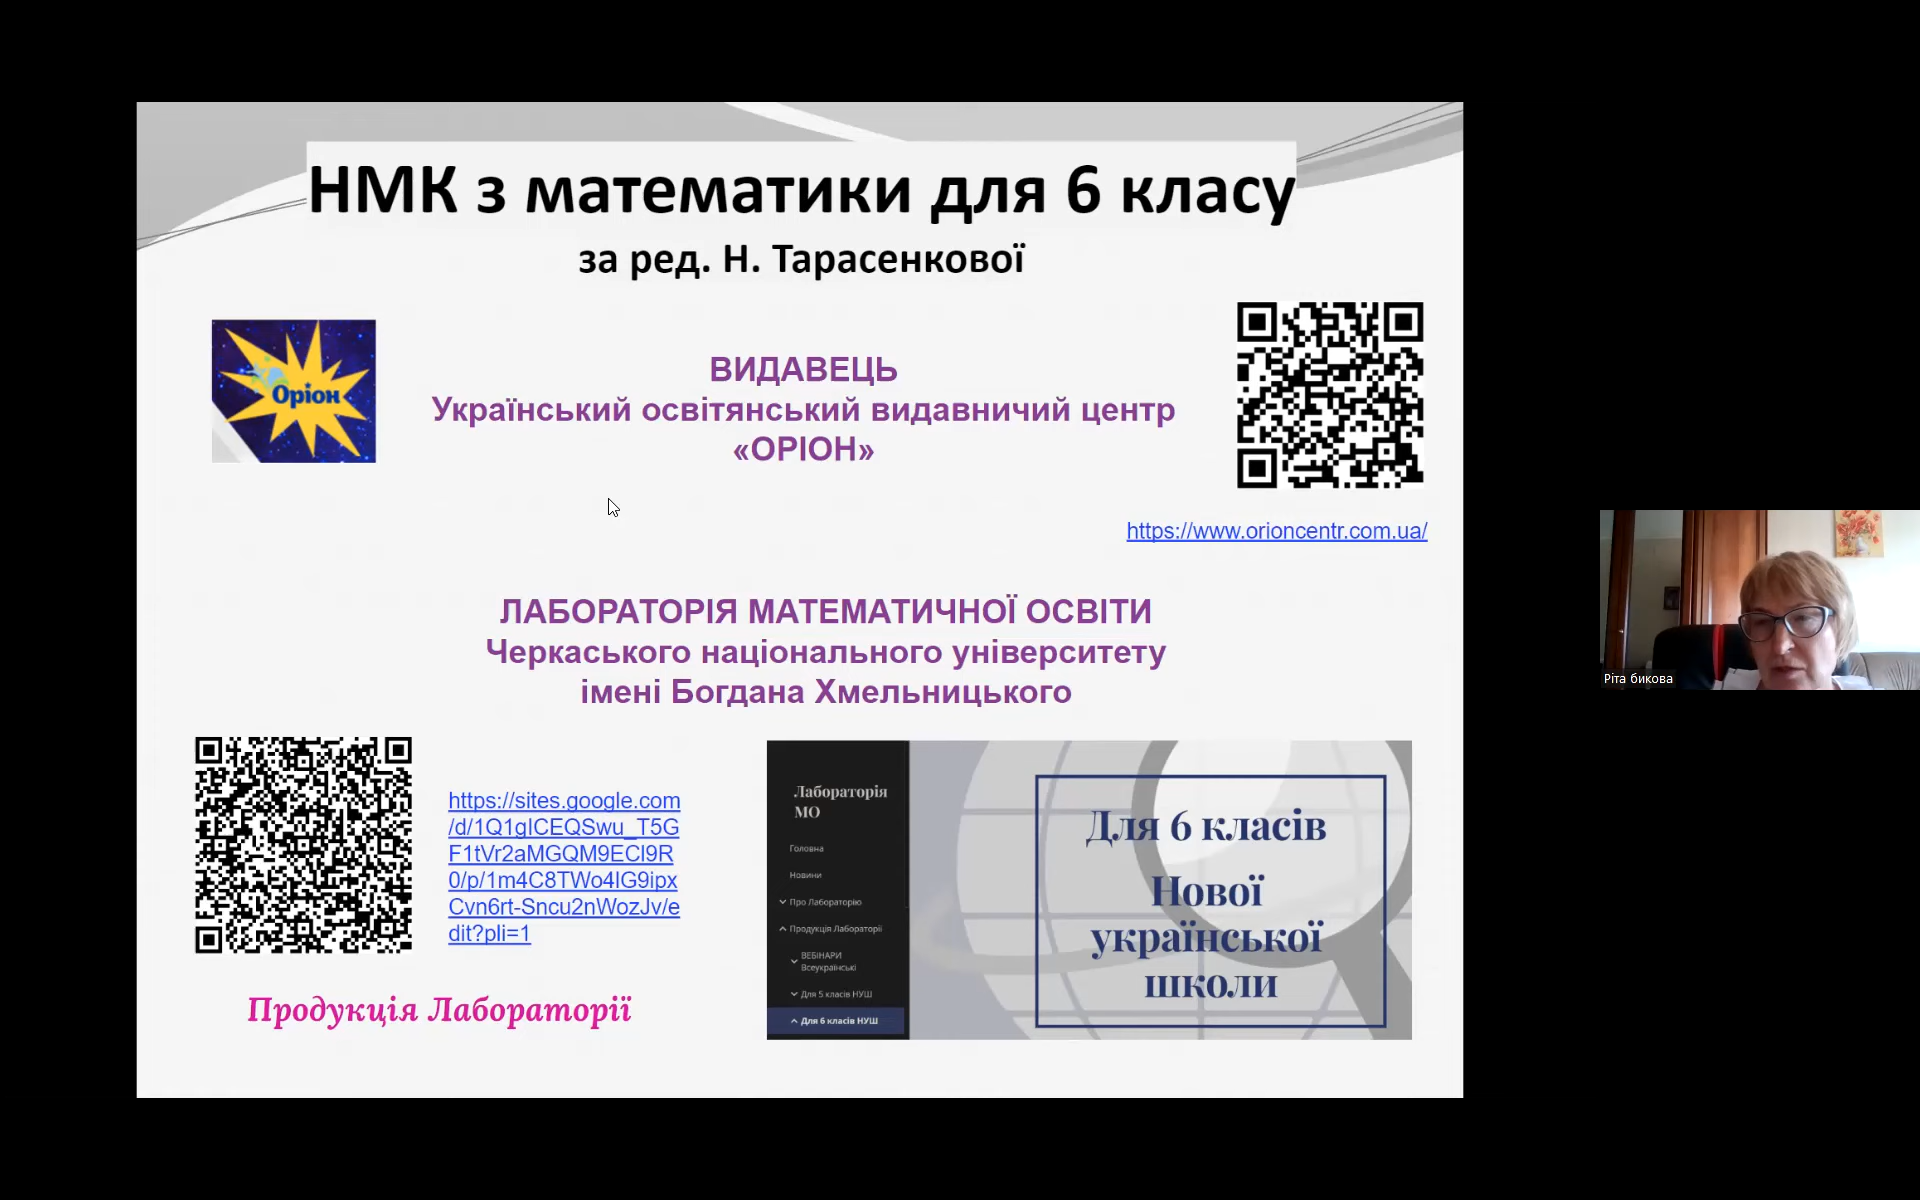 НМК з математики для 6 класу
за ред. Н. Тарасенкової
Оріон
ВИДАВЕЦЬ
Український освітянський видавничий центр
«ОРІОН»
https://www.orioncentr.com.ua/
ЛАБОРАТОРІЯ МАТЕМАТИЧНОЇ ОСВІТИ
Черкаського національного університету
імені Богдана Хмельницького
https://sites.google.com
/d/1Q1gICEQSwu_T5G
F1tVr2aMGQM9ECl9R
0/p/1m4C8TWo4IG9ipx
Cvn6rt-Sncu2nWozJv/e
dit?pli=1
Продукція Лабораторії
Лабораторія
МО
Головна
Новини
Про Лабораторію
Продукція Лабораторії
ВЕБІНАРИ
Всеукраїнські
Для 5 класів НУШ
Для 6 класів НУШ
Для 6 класів
Нової
української
школи
Ріта бикова